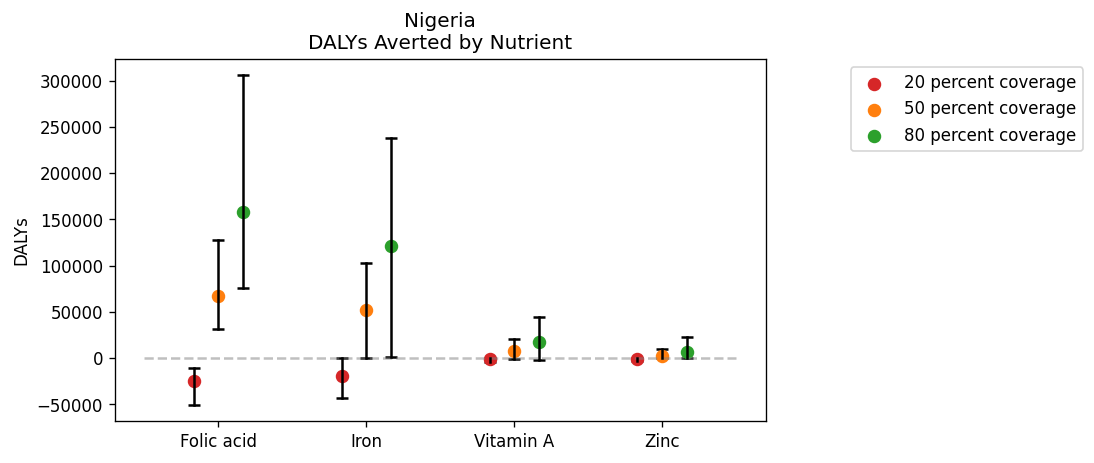 Nigeria
DALYs Averted by Nutrient
300000
250000
200000
150000
100000
50000
0
−50000
DALYs
Folic acid
Iron
Vitamin A
Zinc
20 percent coverage
50 percent coverage
80 percent coverage